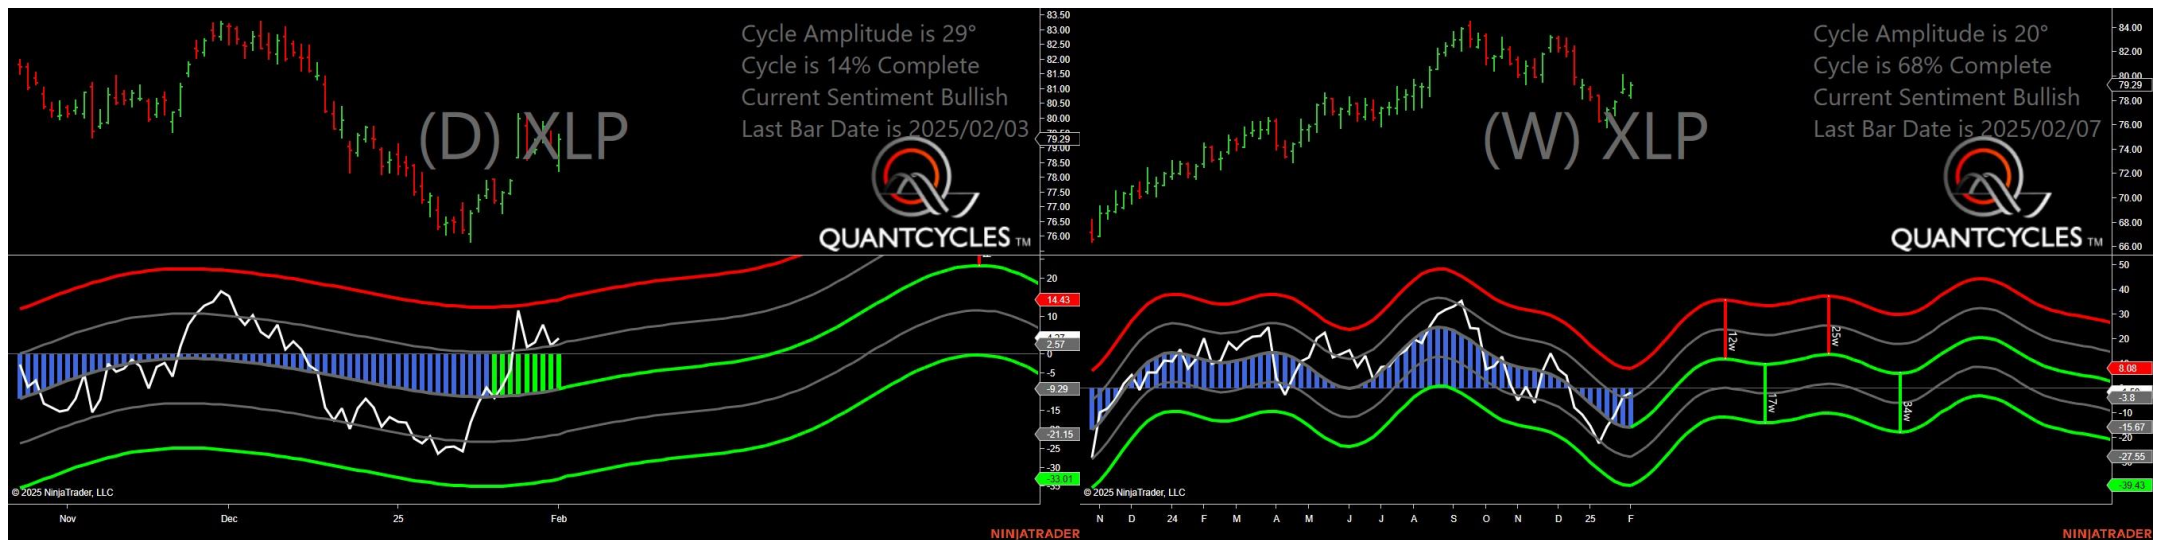 Cycle Amplitude is 29°
Cycle is 14% Complete
Current Sentiment Bullish
Last Bar Date is 2025/02/03
(D) XLP
QUANTCYCLES TM
83.50
83.00
82.50
82.00
81.50
81.00
80.50
80.00
79.29
79.00
78.50
78.00
77.50
77.00
76.50
76.00
20
14.43
10
2.57
0
-5
-9.29
-15
-21.15
-25
-30
-33.01
© 2025 NinjaTrader, LLC
Nov Dec 25 Feb
NINJATRADER
Cycle Amplitude is 20°
Cycle is 68% Complete
Current Sentiment Bullish
Last Bar Date is 2025/02/07
(W) XLP
QUANTCYCLES TM
84.00
82.00
80.00
79.29
78.00
76.00
74.00
72.00
70.00
68.00
66.00
50
40
30
20
8.08
-3.8
-10
-15.67
-20
-27.55
-39.43
12w
17w
25w
34w
© 2025 NinjaTrader, LLC
N D 24 F M A M J J A S O N D 25 F
NINJATRADER